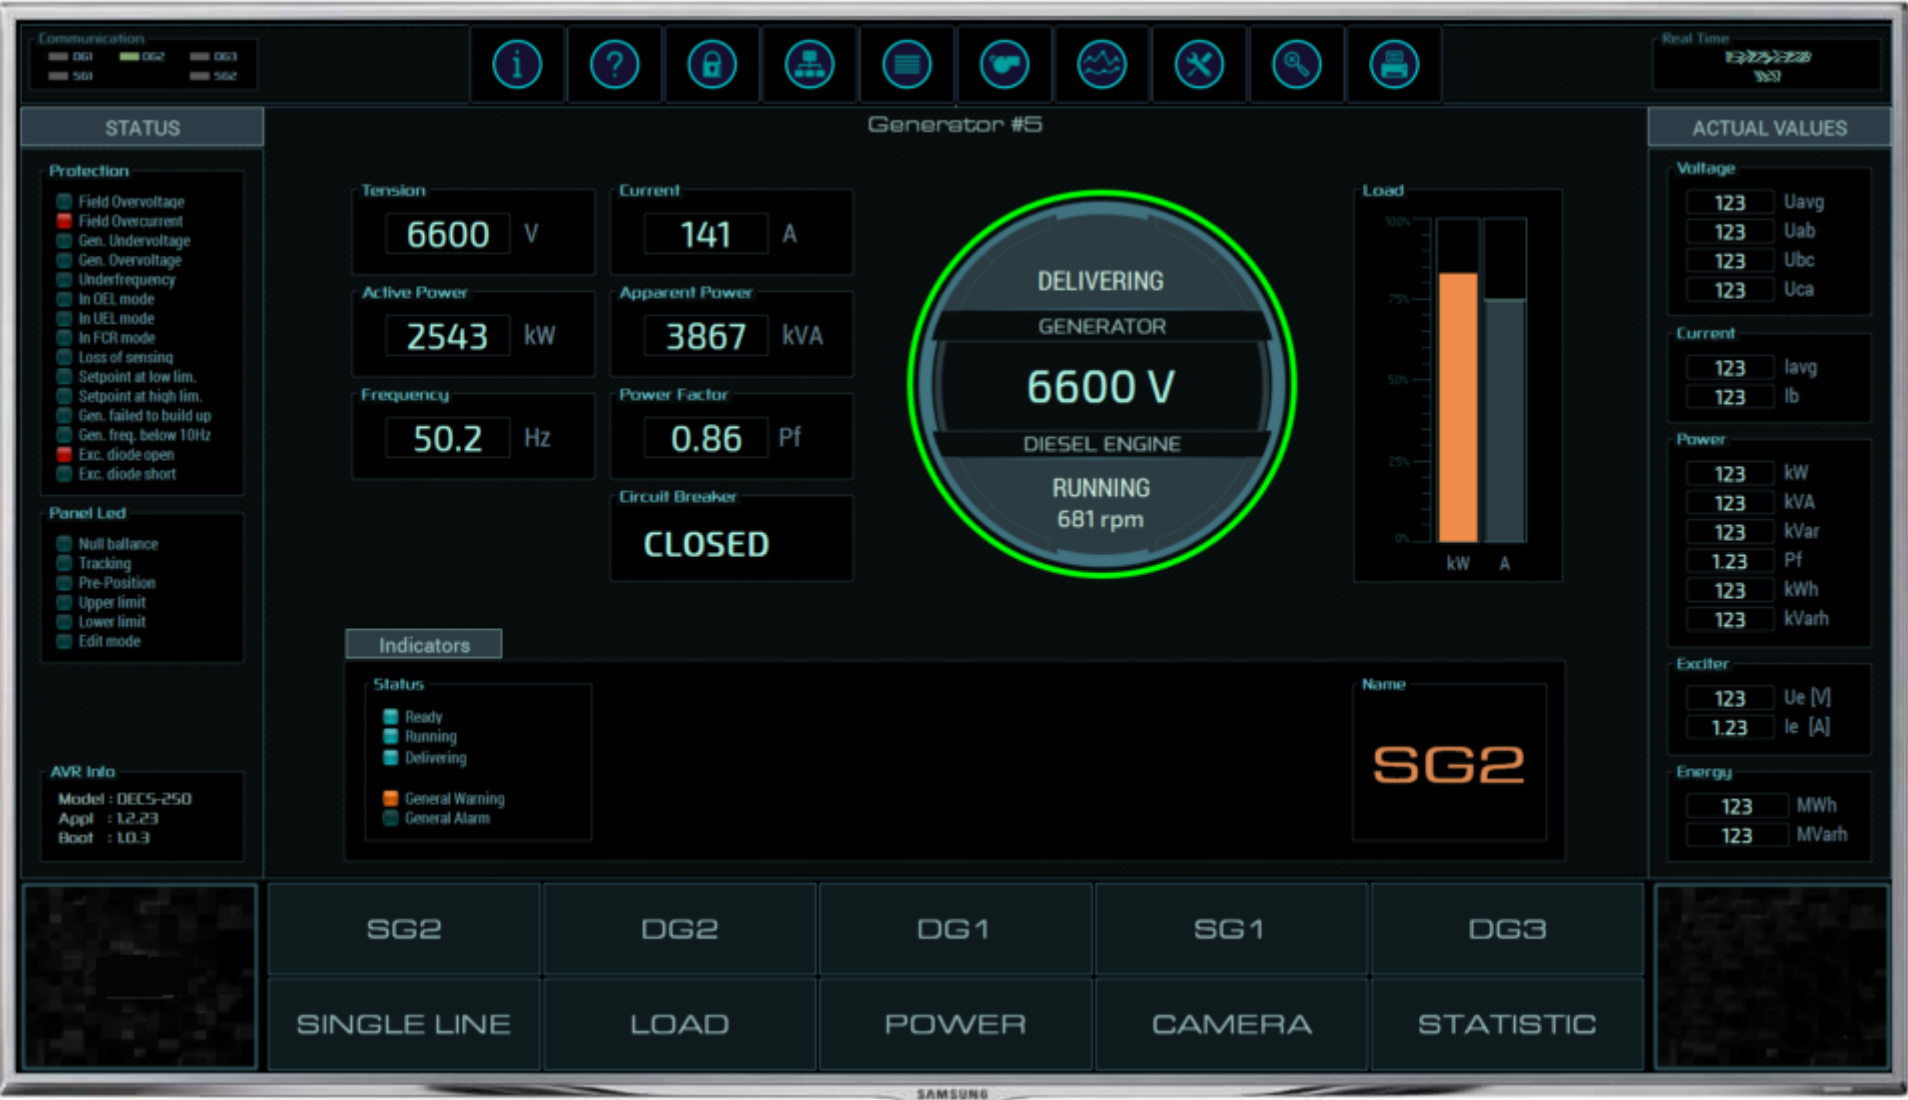 Communication
DG1 DG2 DG3
SG1 SG2
Real Time
STATUS
Generator #5
ACTUAL VALUES
Protection
Field Overvoltage
Field Overcurrent
Gen. Undervoltage
Gen. Overvoltage
Underfrequency
In OEL mode
In UEL mode
In FCR mode
Loss of sensing
Setpoint at low lim.
Setpoint at high lim.
Gen. failed to build up
Gen. freq. below 10Hz
Exc. diode open
Exc. diode short
Panel Led
Null ballance
Tracking
Pre-Position
Upper limit
Lower limit
Edit mode
AVR Info
Model : DECS-250
Appl : 1.2.23
Boot : 1.0.3
Tension
6600 V
Current
141 A
Active Power
2543 kW
Apparent Power
3867 kVA
Frequency
50.2 Hz
Power Factor
0.86 Pf
Circuit Breaker
CLOSED
DELIVERING
GENERATOR
6600 V
DIESEL ENGINE
RUNNING
681 rpm
Load
100%
75%
50%
25%
0%
kW A
Indicators
Status
Ready
Running
Delivering
General Warning
General Alarm
Name
SG2
Voltage
123 Uavg
123 Uab
123 Ubc
123 Uca
Current
123 Iavg
123 Ib
Power
123 kW
123 kVA
123 kVar
1.23 Pf
123 kWh
123 kVarh
Exciter
123 Ue [V]
1.23 Ie [A]
Energy
123 MWh
123 MVarh
SG2 DG2 DG1 SG1 DG3
SINGLE LINE LOAD POWER CAMERA STATISTIC
SAMSUNG